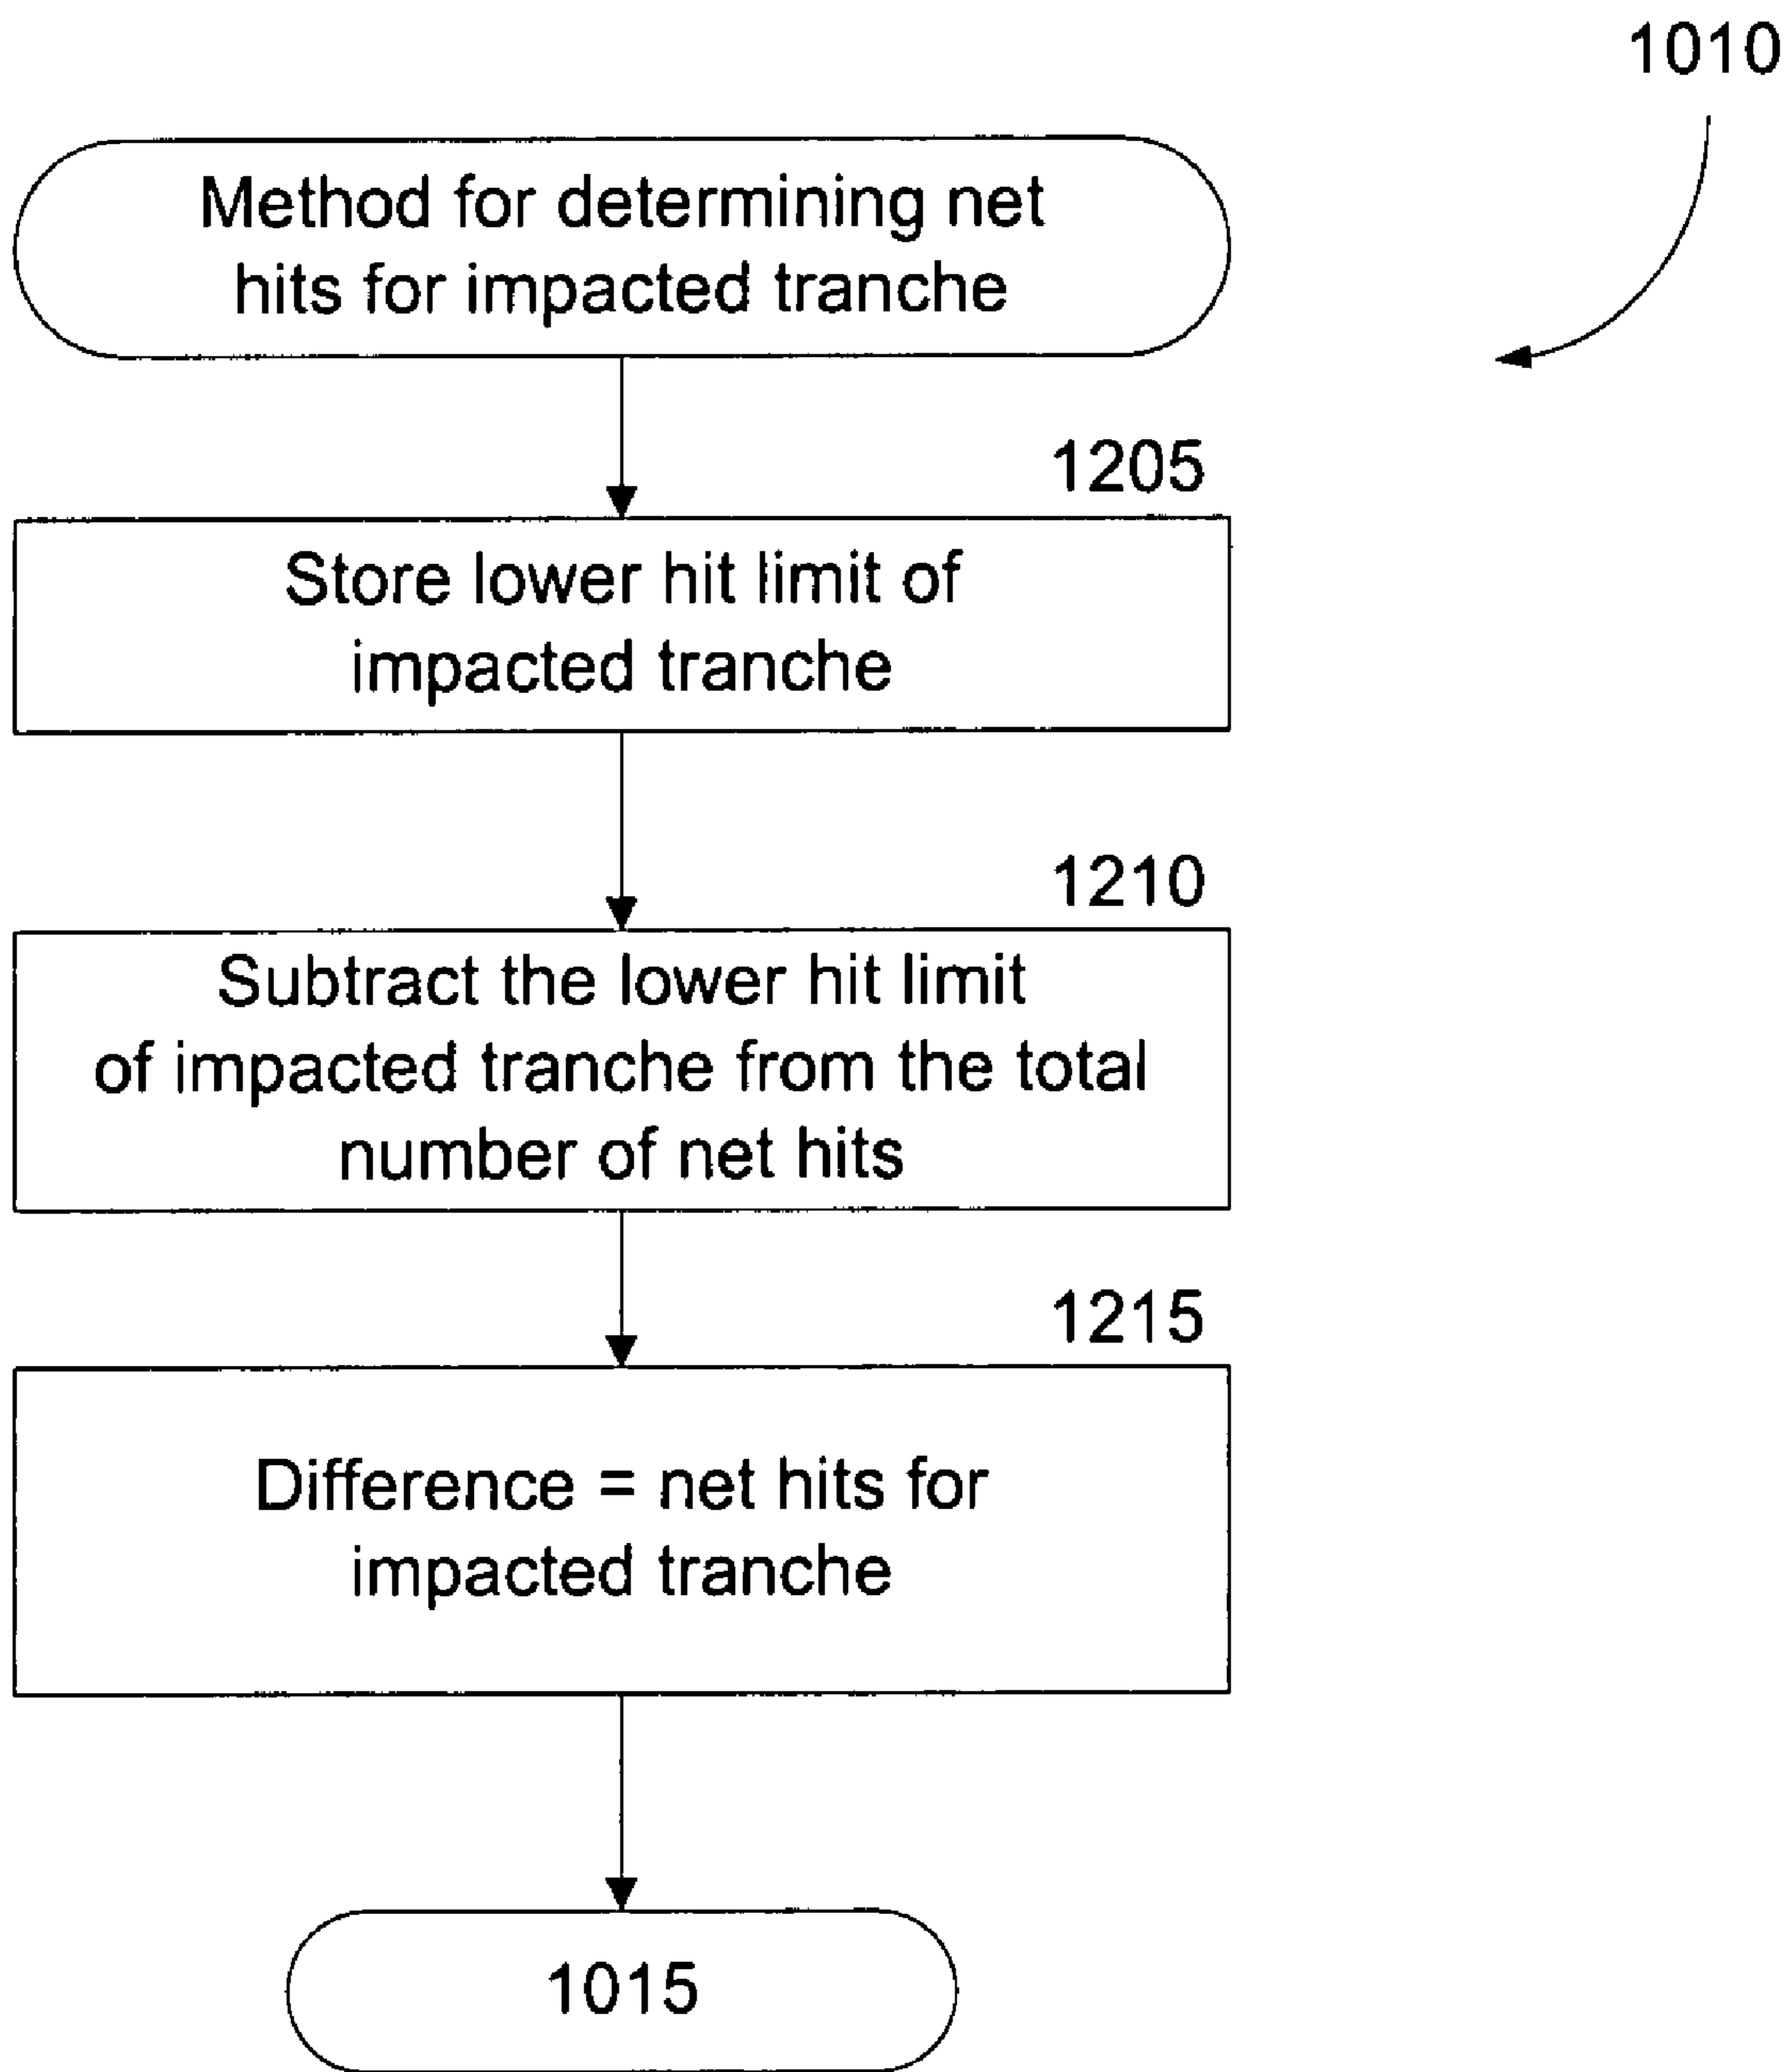 1010
Method for determining net
hits for impacted tranche
1205
Store lower hit limit of
impacted tranche
1210
Subtract the lower hit limit
of impacted tranche from the total
number of net hits
1215
Difference = net hits for
impacted tranche
1015